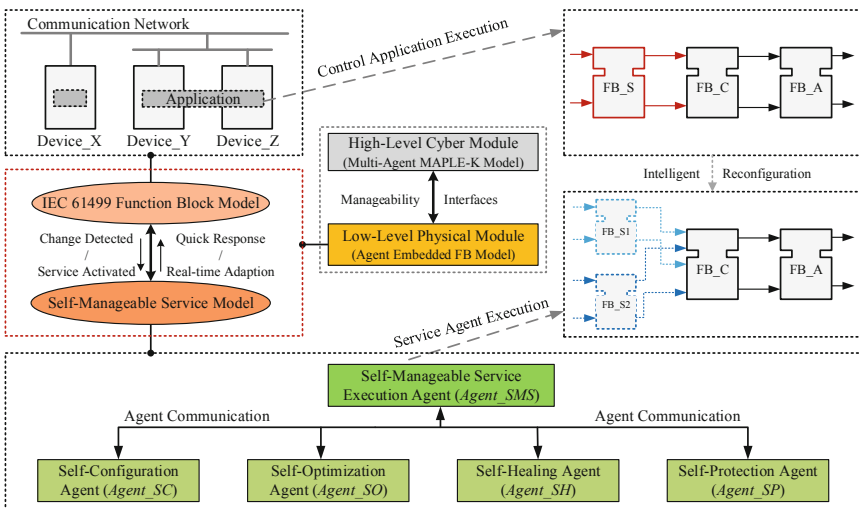 Communication Network
Application
Device_X
Device_Y
Device_Z
Control Application Execution
FB_S
FB_C
FB_A
High-Level Cyber Module
(Multi-Agent MAPLE-K Model)
Manageability
Interfaces
Low-Level Physical Module
(Agent Embedded FB Model)
Intelligent
Reconfiguration
IEC 61499 Function Block Model
Change Detected
/
Service Activated
Quick Response
/
Real-time Adaption
Self-Manageable Service Model
FB_S1
FB_S2
FB_C
FB_A
Service Agent Execution
Self-Manageable Service
Execution Agent (Agent_SMS)
Agent Communication
Agent Communication
Self-Configuration
Agent (Agent_SC)
Self-Optimization
Agent (Agent_SO)
Self-Healing Agent
(Agent_SH)
Self-Protection Agent
(Agent_SP)